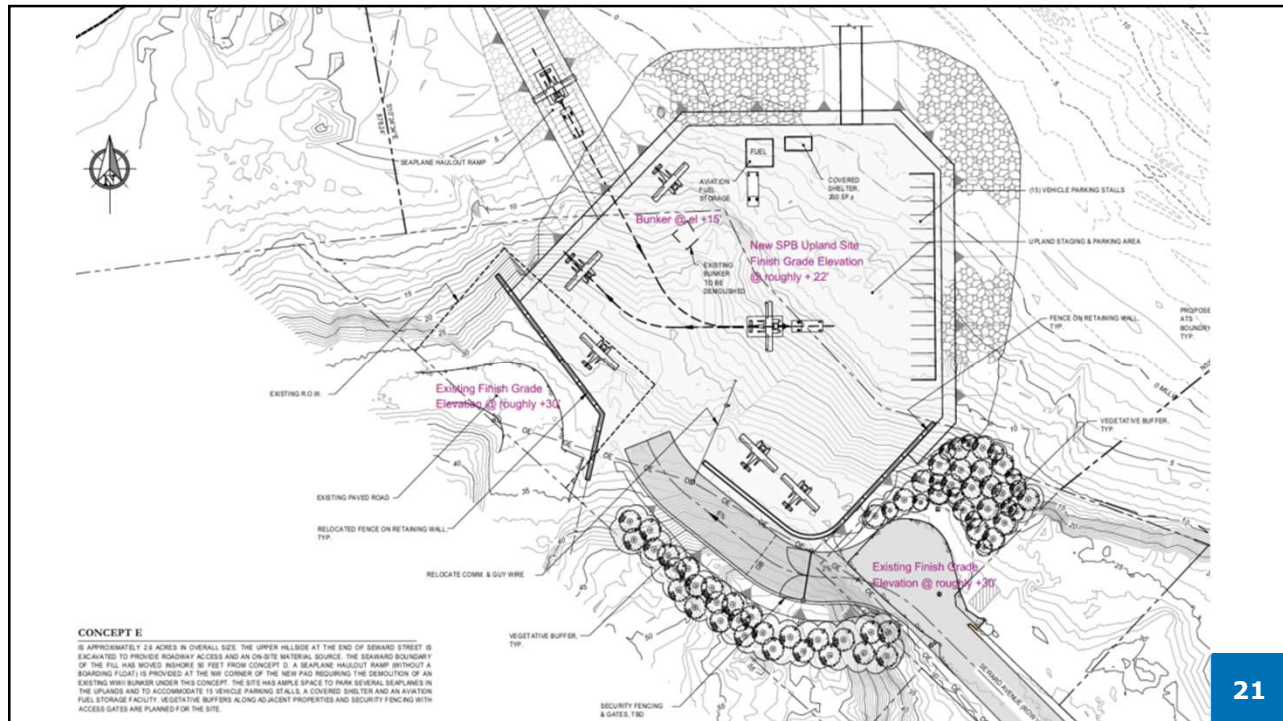 SEAPLANE HAULOUT RAMP
FUEL
AVIATION
FUEL
STORAGE
COVERED
SHELTER,
200 SF ±
(15) VEHICLE PARKING STALLS
Bunker @ el +15'
New SPB Upland Site
Finish Grade Elevation
@ roughly + 22'
UPLAND STAGING & PARKING AREA
EXISTING
BUNKER
TO BE
DEMOLISHED
FENCE ON RETAINING WALL,
TYP.
ATS
TYP.
EXISTING R.O.W.
Existing Finish Grade
Elevation @ roughly +30'
VEGETATIVE BUFFER,
TYP.
EXISTING PAVED ROAD
RELOCATED FENCE ON RETAINING WALL,
TYP.
RELOCATE COMM. & GUY WIRE
Existing Finish Grade
Elevation @ roughly +30'
VEGETATIVE BUFFER,
TYP.
SECURITY FENCING
& GATES, TBD
SEWARD AVENUE (ROW
CONCEPT E
IS APPROXIMATELY 2.6 ACRES IN OVERALL SIZE. THE UPPER HILLSIDE AT THE END OF SEWARD STREET IS
EXCAVATED TO PROVIDE ROADWAY ACCESS AND AN ON-SITE MATERIAL SOURCE. THE SEAWARD BOUNDARY
OF THE FILL HAS MOVED INSHORE 50 FEET FROM CONCEPT D. A SEAPLANE HAULOUT RAMP (WITHOUT A
BOARDING FLOAT) IS PROVIDED AT THE NW CORNER OF THE NEW PAD REQUIRING THE DEMOLITION OF AN
EXISTING WWII BUNKER UNDER THIS CONCEPT. THE SITE HAS AMPLE SPACE TO PARK SEVERAL SEAPLANES IN
THE UPLANDS AND TO ACCOMMODATE 15 VEHICLE PARKING STALLS, A COVERED SHELTER AND AN AVIATION
FUEL STORAGE FACILITY. VEGETATIVE BUFFERS ALONG ADJACENT PROPERTIES AND SECURITY FENCING WITH
ACCESS GATES ARE PLANNED FOR THE SITE.
21